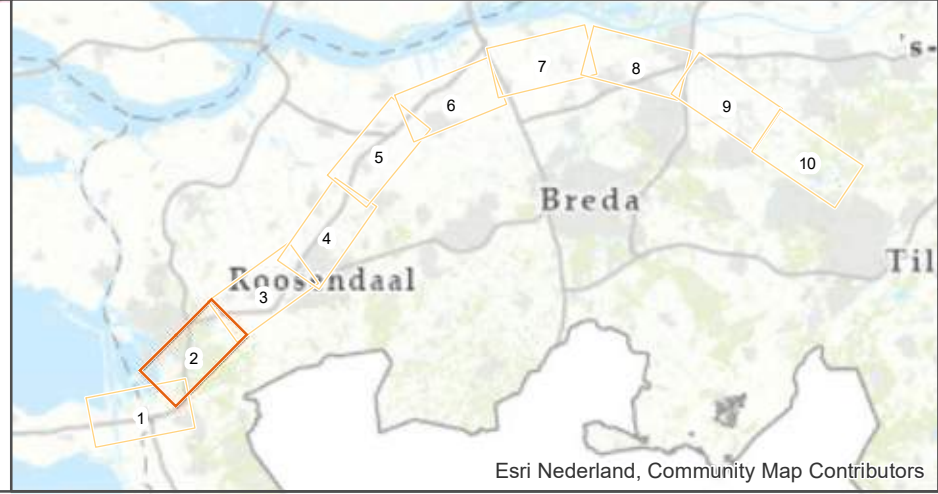 's-
7
8
6
9
5
10
Breda
4
Til
Roosendaal
3
2
1
Esri Nederland, Community Map Contributors